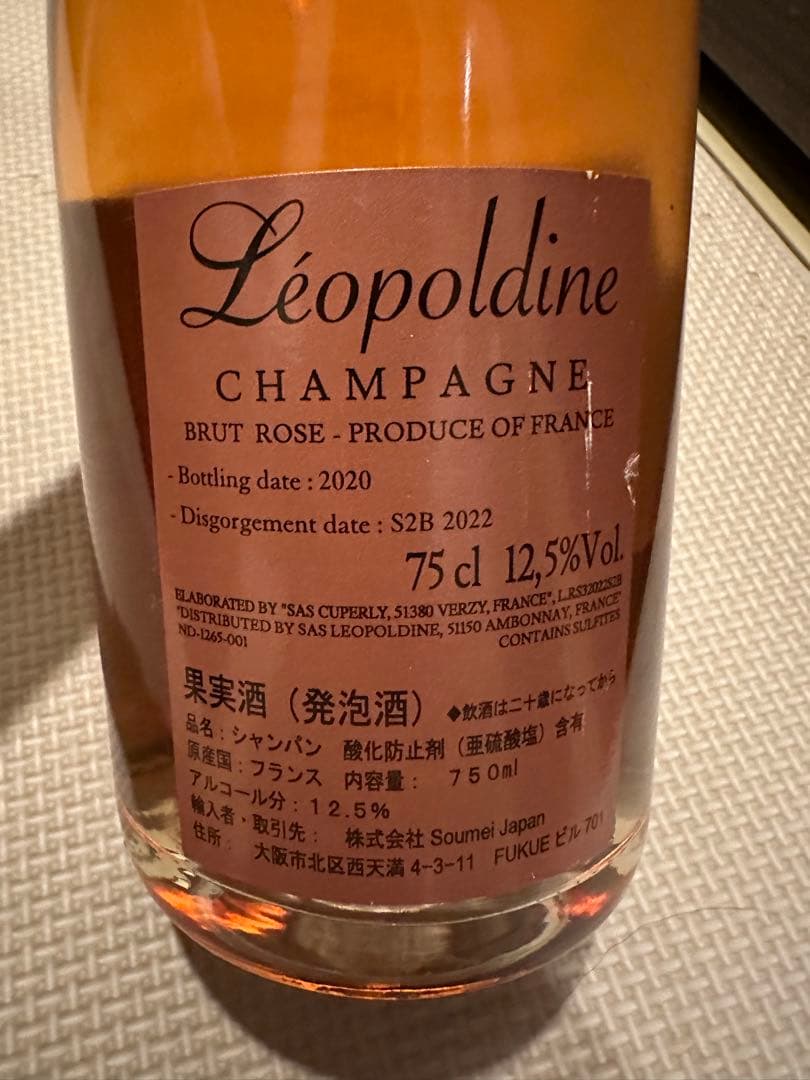 Léopoldine
CHAMPAGNE
BRUT ROSE - PRODUCE OF FRANCE
- Bottling date : 2020
- Disgorgement date : S2B 2022
75 cl 12,5%Vol.
ELABORATED BY "SAS CUPERLY, 51380 VERZY, FRANCE", L.RS32022S2B
"DISTRIBUTED BY SAS LEOPOLDINE, 51150 AMBONNAY, FRANCE"
ND-1265-001 CONTAINS SULFITES
果実酒（発泡酒） ◆飲酒は二十歳になってから
品名：シャンパン 酸化防止剤（亜硫酸塩）含有
原産国：フランス 内容量： 750ml
アルコール分：12.5%
輸入者・取引先： 株式会社 Soumei Japan
住所： 大阪市北区西天満 4-3-11 FUKUE ビル 701